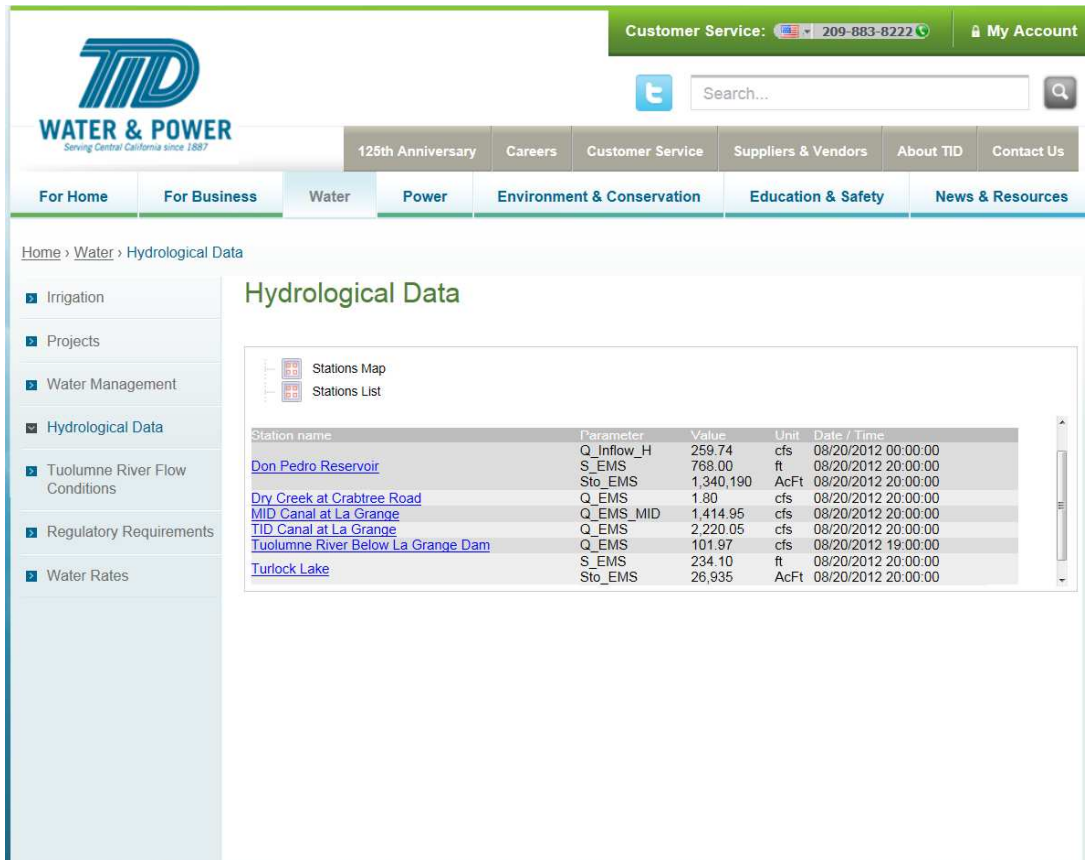 Customer Service: 209-883-8222 My Account
TID
Search...
WATER & POWER
Serving Central California since 1887
125th Anniversary Careers Customer Service Suppliers & Vendors About TID Contact Us
For Home For Business Water Power Environment & Conservation Education & Safety News & Resources
Home › Water › Hydrological Data
Irrigation
Projects
Water Management
Hydrological Data
Tuolumne River Flow
Conditions
Regulatory Requirements
Water Rates
Hydrological Data
Stations Map
Stations List
Station name Parameter Value Unit Date / Time
Q_Inflow_H 259.74 cfs 08/20/2012 00:00:00
Don Pedro Reservoir S_EMS 768.00 ft 08/20/2012 20:00:00
Sto_EMS 1,340,190 AcFt 08/20/2012 20:00:00
Dry Creek at Crabtree Road Q_EMS 1.80 cfs 08/20/2012 20:00:00
MID Canal at La Grange Q_EMS_MID 1,414.95 cfs 08/20/2012 20:00:00
TID Canal at La Grange Q_EMS 2,220.05 cfs 08/20/2012 20:00:00
Tuolumne River Below La Grange Dam Q_EMS 101.97 cfs 08/20/2012 19:00:00
S_EMS 234.10 ft 08/20/2012 20:00:00
Turlock Lake
Sto_EMS 26,935 AcFt 08/20/2012 20:00:00